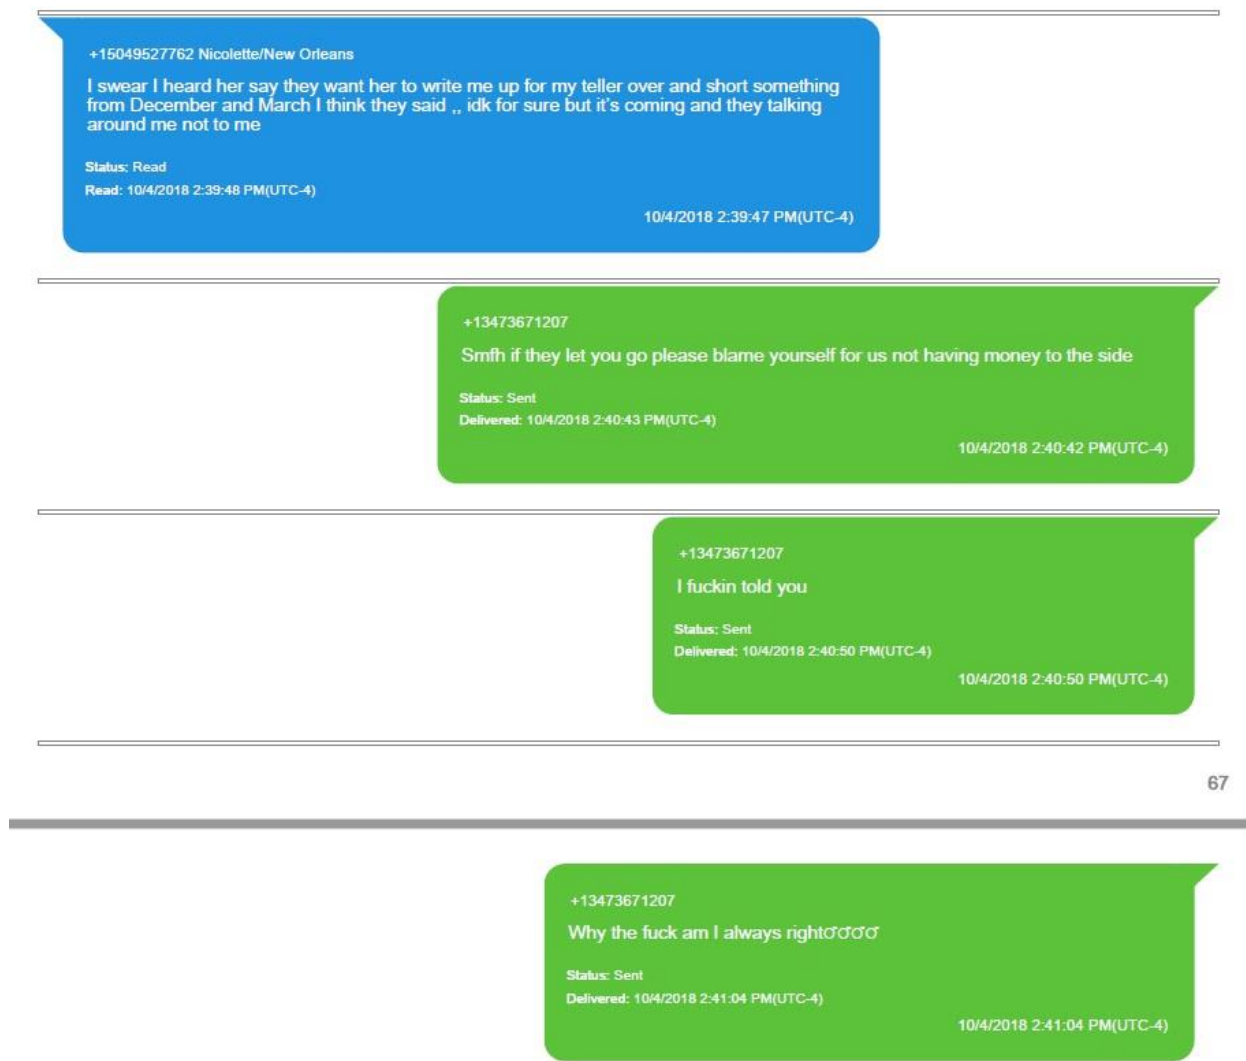 +15049527762 Nicolette/New Orleans
I swear I heard her say they want her to write me up for my teller over and short something
from December and March I think they said ,, idk for sure but it's coming and they talking
around me not to me
Status: Read
Read: 10/4/2018 2:39:48 PM(UTC-4)
10/4/2018 2:39:47 PM(UTC-4)
+13473671207
Smfh if they let you go please blame yourself for us not having money to the side
Status: Sent
Delivered: 10/4/2018 2:40:43 PM(UTC-4)
10/4/2018 2:40:42 PM(UTC-4)
+13473671207
I fuckin told you
Status: Sent
Delivered: 10/4/2018 2:40:50 PM(UTC-4)
10/4/2018 2:40:50 PM(UTC-4)
67
+13473671207
Why the fuck am I always right
Status: Sent
Delivered: 10/4/2018 2:41:04 PM(UTC-4)
10/4/2018 2:41:04 PM(UTC-4)